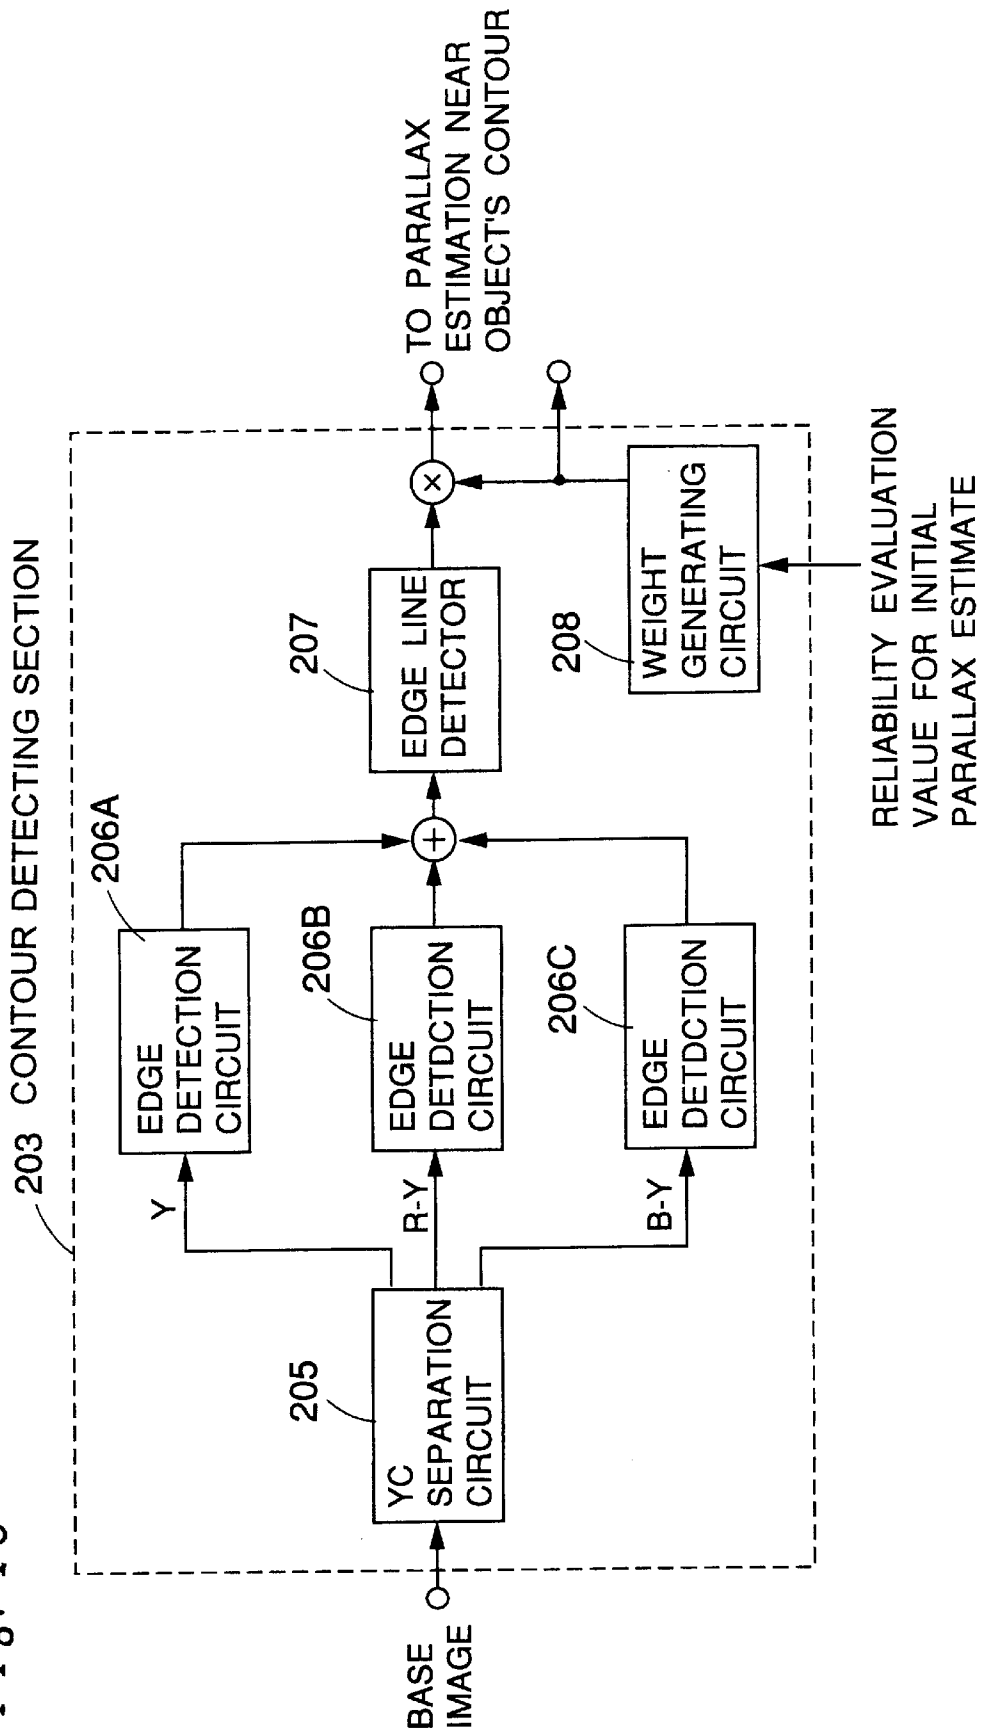 203 CONTOUR DETECTING SECTION
BASE
IMAGE
205
YC
SEPARATION
CIRCUIT
Y
R-Y
B-Y
206A
EDGE
DETECTION
CIRCUIT
206B
EDGE
DETDCTION
CIRCUIT
206C
EDGE
DETDCTION
CIRCUIT
+
207
EDGE LINE
DETECTOR
×
208
WEIGHT
GENERATING
CIRCUIT
TO PARALLAX
ESTIMATION NEAR
OBJECT'S CONTOUR
RELIABILITY EVALUATION
VALUE FOR INITIAL
PARALLAX ESTIMATE